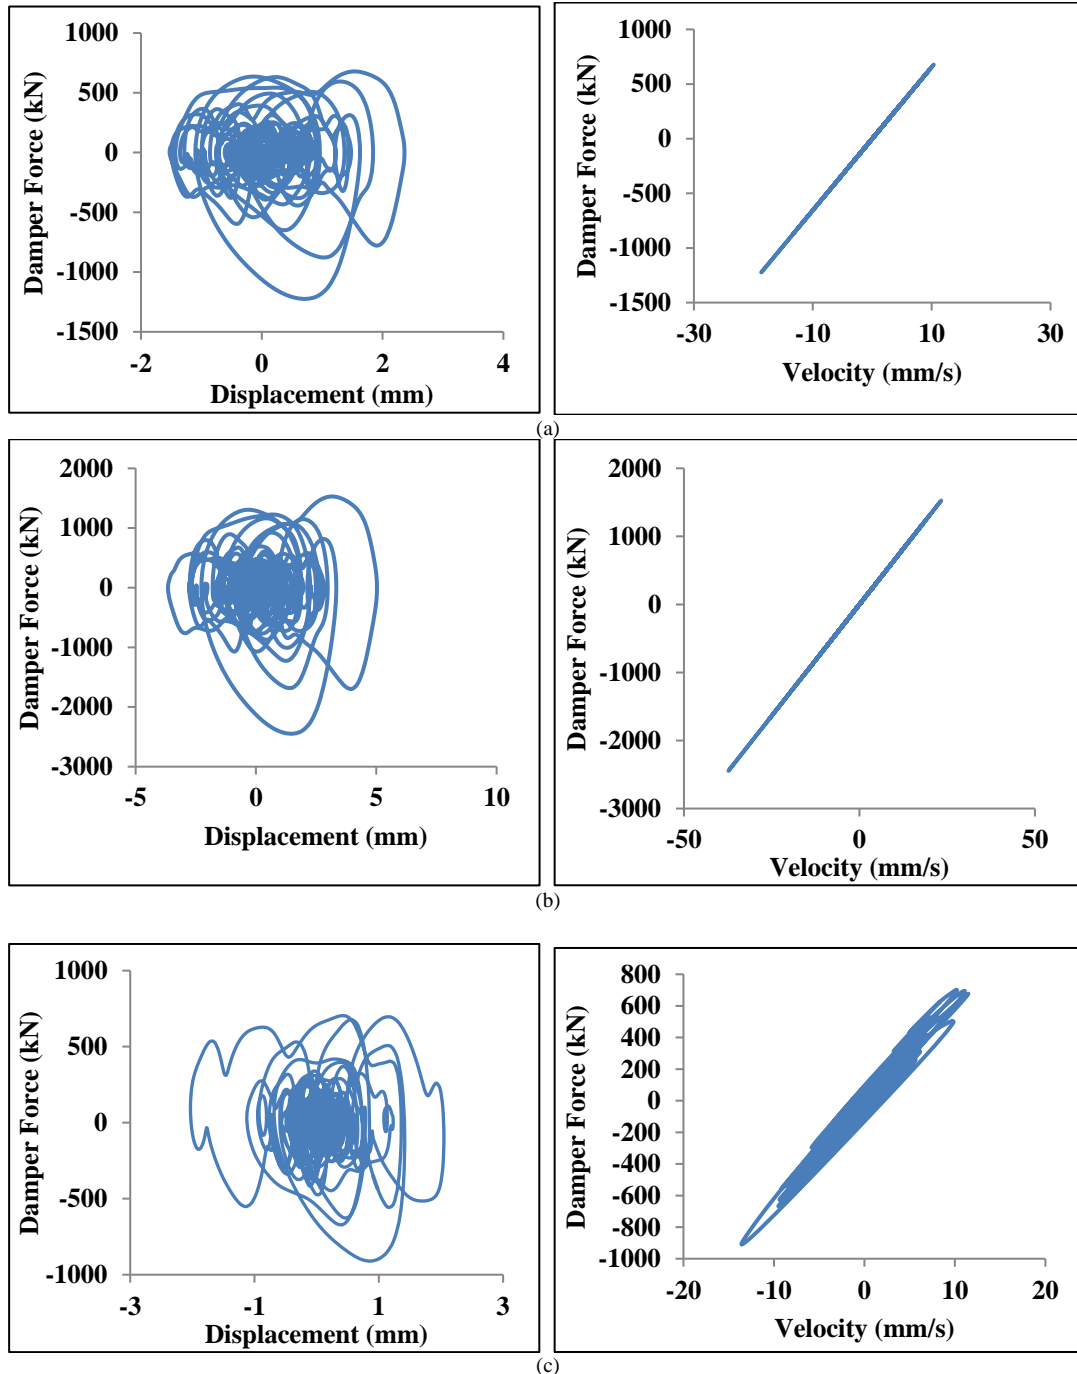 1000
500
0
-500
-1000
-1500
-2 0 2 4
Damper Force (kN)
Displacement (mm)
1000
500
0
-500
-1000
-1500
-30 -10 10 30
Damper Force (kN)
Velocity (mm/s)
(a)
2000
1000
0
-1000
-2000
-3000
-5 0 5 10
Damper Force (kN)
Displacement (mm)
2000
1000
0
-1000
-2000
-3000
-50 0 50
Damper Force (kN)
Velocity (mm/s)
(b)
1000
500
0
-500
-1000
-3 -1 1 3
Damper Force (kN)
Displacement (mm)
800
600
400
200
0
-200
-400
-600
-800
-1000
-20 -10 0 10 20
Damper Force (kN)
Velocity (mm/s)
(c)